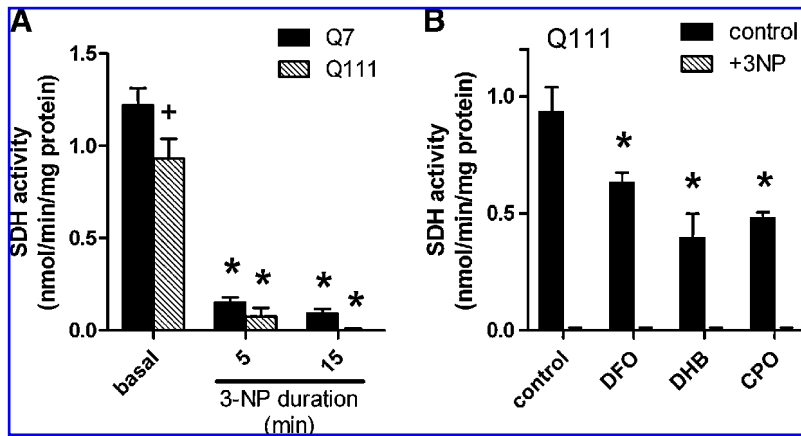 A
Q7
Q111
SDH activity
(nmol/min/mg protein)
1.5
1.0
0.5
0.0
+
* * * *
basal
5
15
3-NP duration
(min)
B
Q111
control
+3NP
SDH activity
(nmol/min/mg protein)
1.0
0.5
0.0
* * *
control
DFO
DHB
CPO